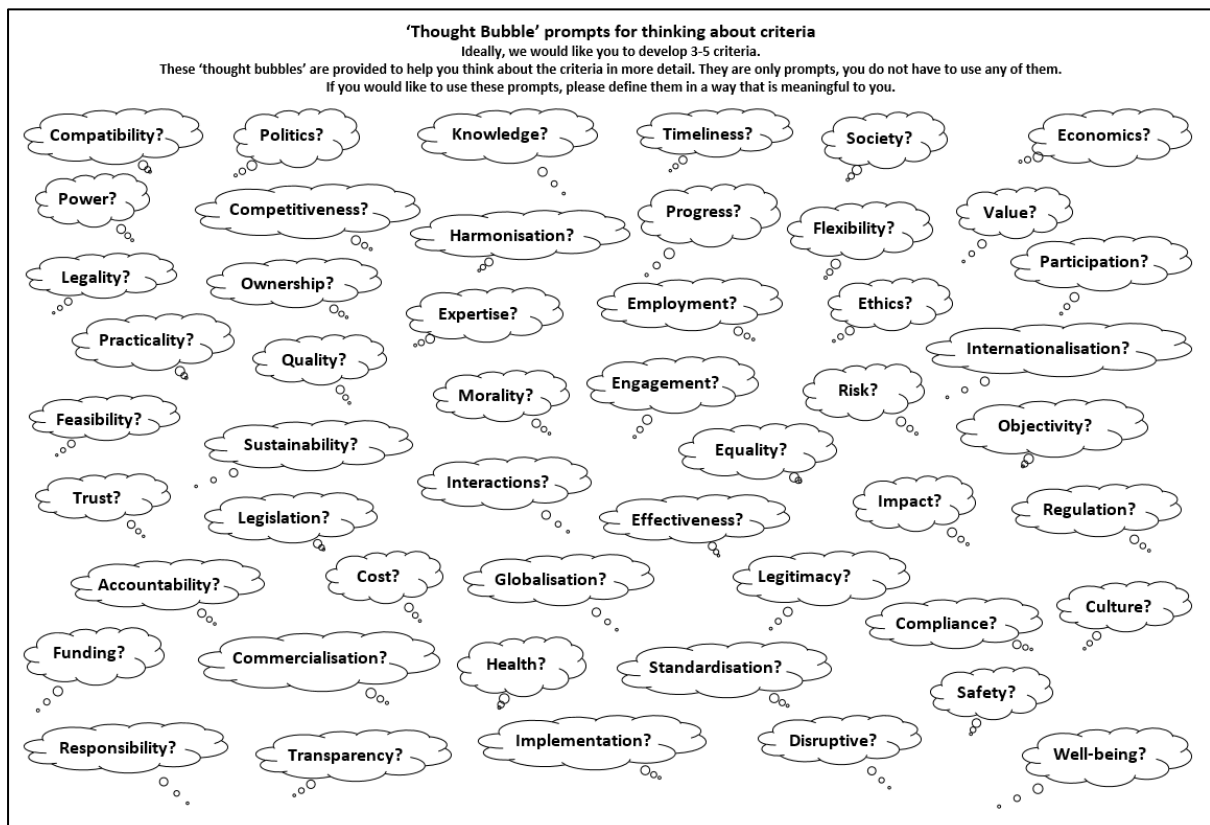 ‘Thought Bubble’ prompts for thinking about criteria
Ideally, we would like you to develop 3-5 criteria.
These ‘thought bubbles’ are provided to help you think about the criteria in more detail. They are only prompts, you do not have to use any of them.
If you would like to use these prompts, please define them in a way that is meaningful to you.
Compatibility?
Politics?
Knowledge?
Timeliness?
Society?
Economics?
Power?
Competitiveness?
Harmonisation?
Progress?
Flexibility?
Value?
Participation?
Legality?
Ownership?
Expertise?
Employment?
Ethics?
Practicality?
Quality?
Morality?
Engagement?
Risk?
Internationalisation?
Feasibility?
Sustainability?
Interactions?
Equality?
Objectivity?
Trust?
Legislation?
Effectiveness?
Impact?
Regulation?
Accountability?
Cost?
Globalisation?
Legitimacy?
Compliance?
Culture?
Funding?
Commercialisation?
Health?
Standardisation?
Safety?
Responsibility?
Transparency?
Implementation?
Disruptive?
Well-being?